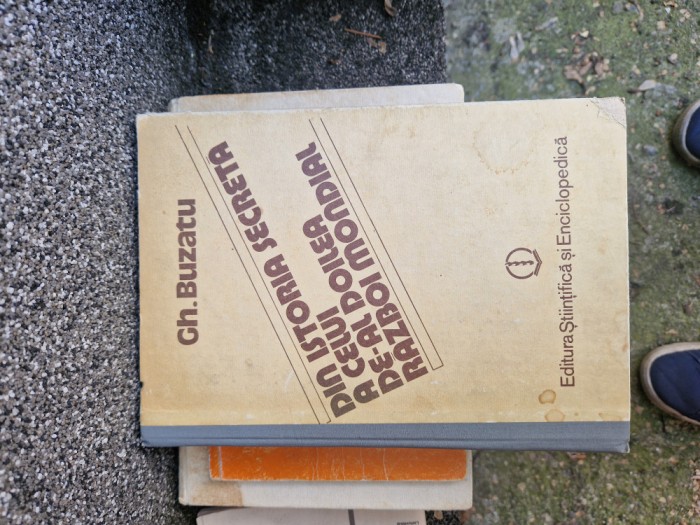 Gh. Buzatu
DIN ISTORIA SECRETĂ
A CELUI
DE-AL DOILEA
RĂZBOI MONDIAL
Editura Științifică și Enciclopedică